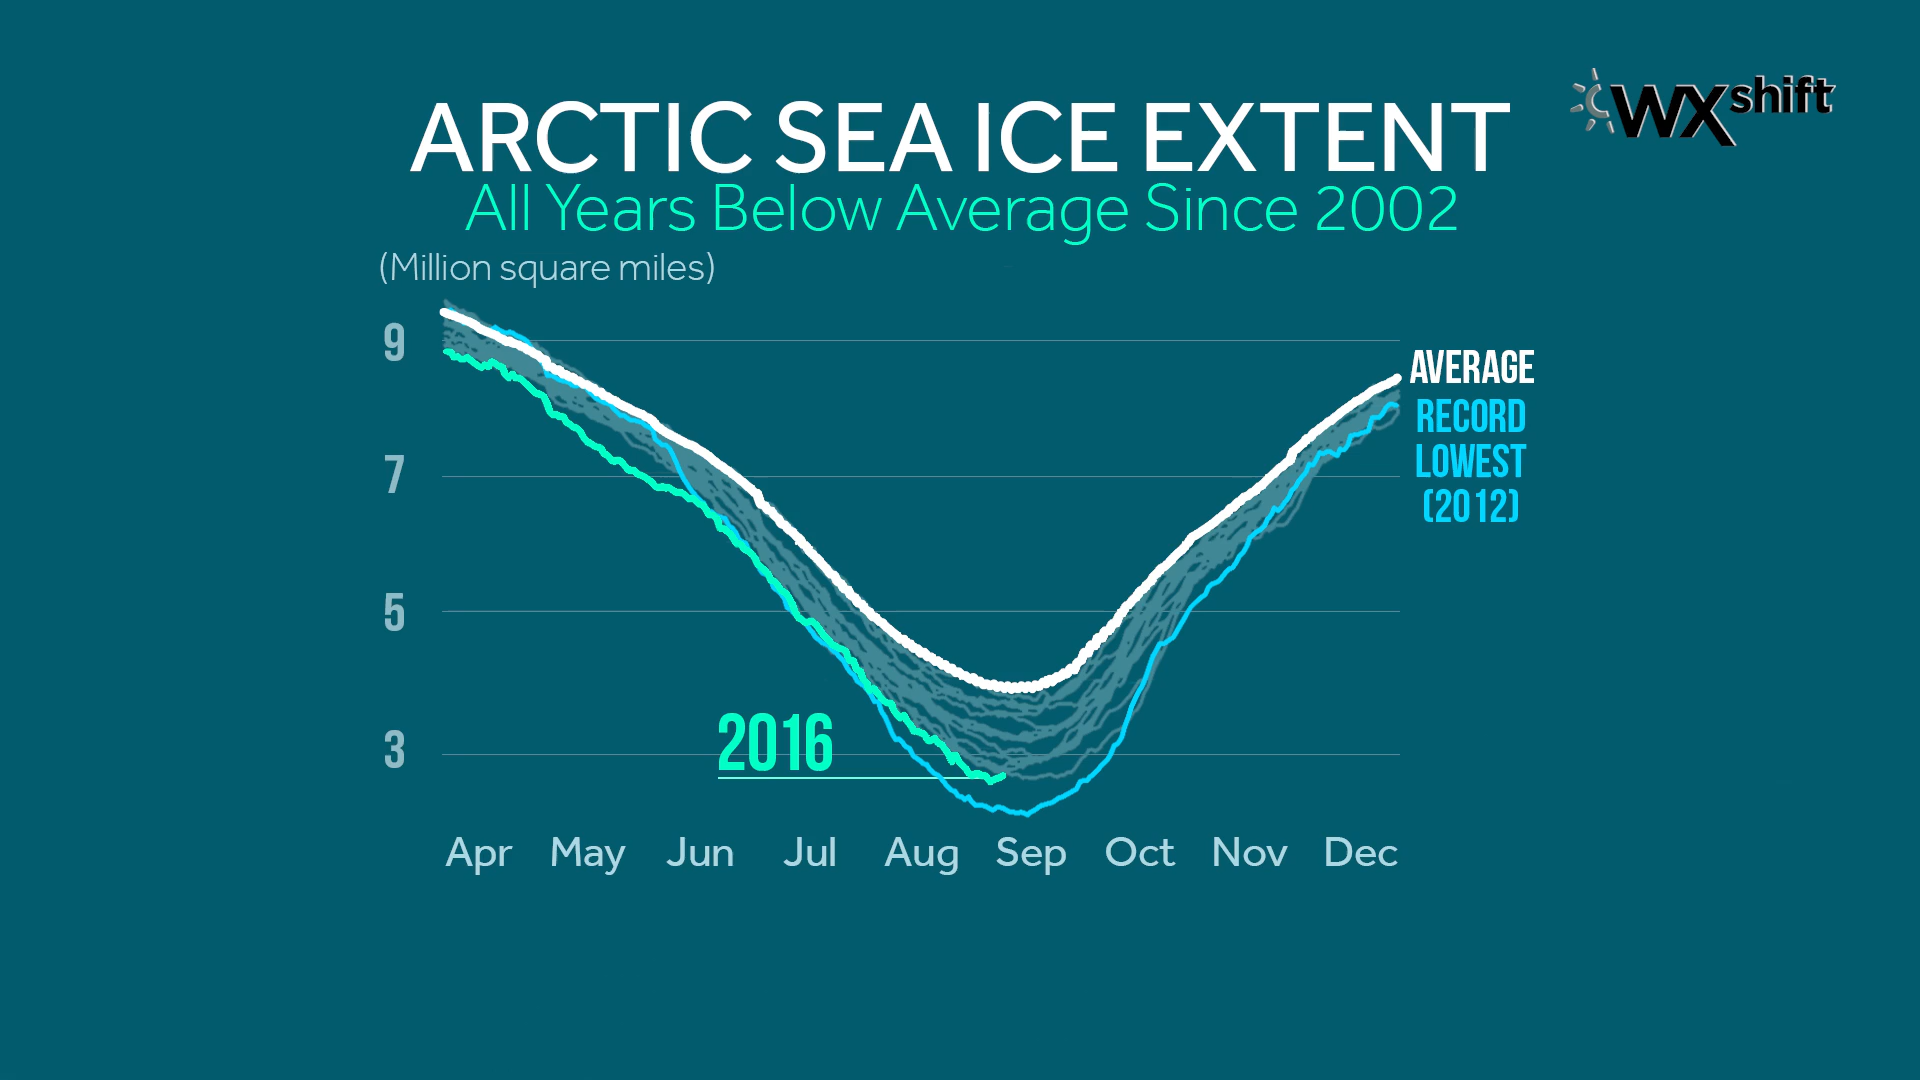 ARCTIC SEA ICE EXTENT
WXshift
All Years Below Average Since 2002
(Million square miles)
9
7
5
3
AVERAGE
RECORD
LOWEST
(2012)
2016
Apr May Jun Jul Aug Sep Oct Nov Dec